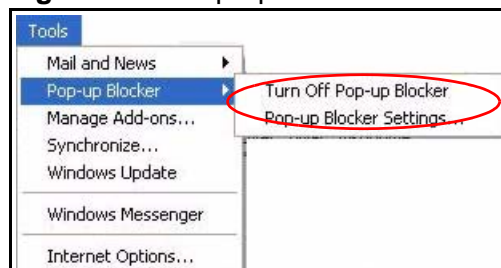 Tools
Mail and News
Pop-up Blocker
Turn Off Pop-up Blocker
Pop-up Blocker Settings...
Manage Add-ons...
Synchronize...
Windows Update
Windows Messenger
Internet Options...